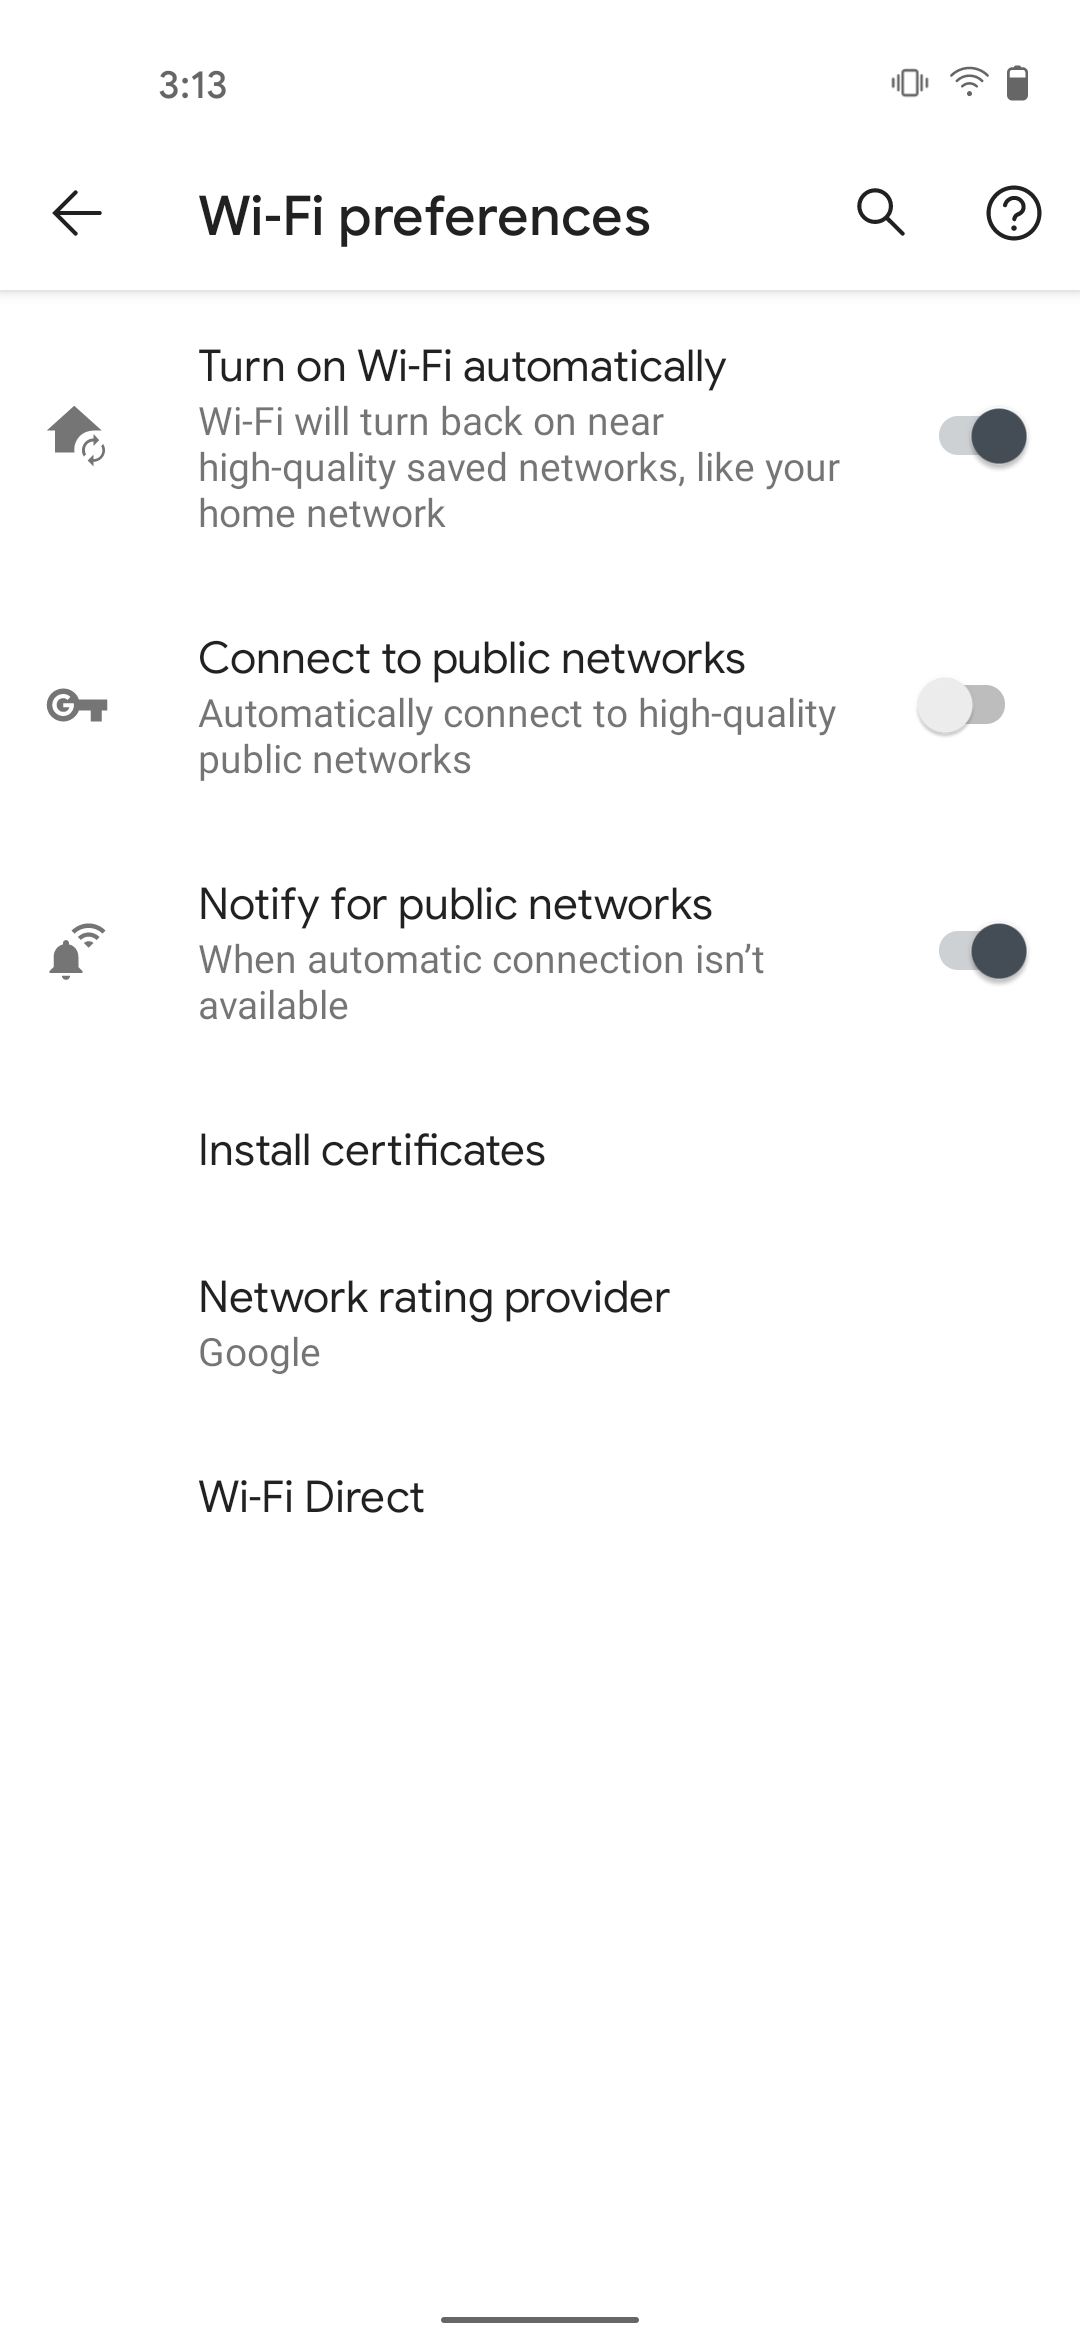 3:13
Wi-Fi preferences
Turn on Wi-Fi automatically
Wi-Fi will turn back on near
high-quality saved networks, like your
home network
Connect to public networks
Automatically connect to high-quality
public networks
Notify for public networks
When automatic connection isn’t
available
Install certificates
Network rating provider
Google
Wi-Fi Direct